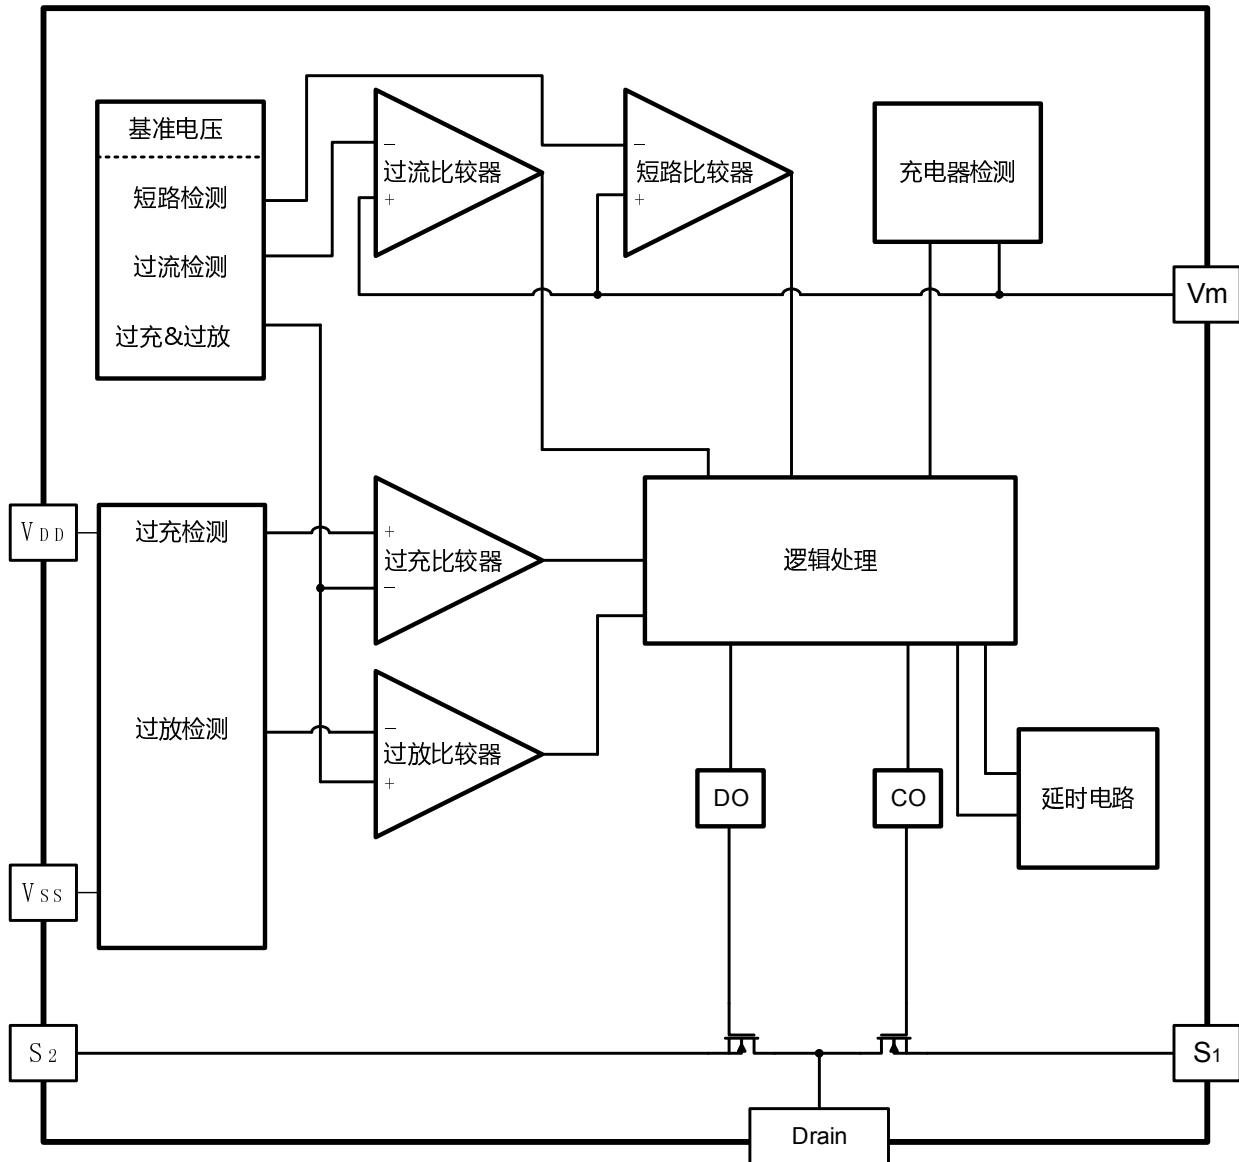 基准电压
短路检测
过流检测
过充&过放
−
过流比较器
+
−
短路比较器
+
充电器检测
Vm
VDD
过充检测
+
过充比较器
−
逻辑处理
过放检测
−
过放比较器
+
DO
CO
延时电路
VSS
S2
S1
Drain